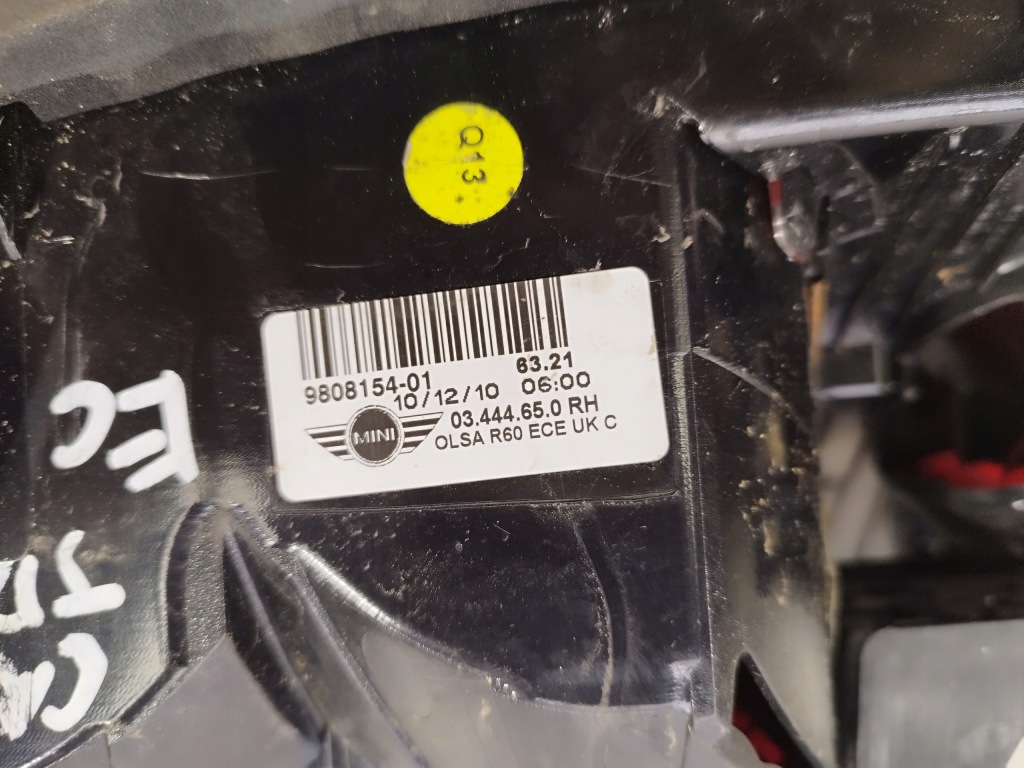 Q13
63.21
9808154-01
10/12/10 06:00
03.444.65.0 RH
MINI
OLSA R60 ECE UK C
EC